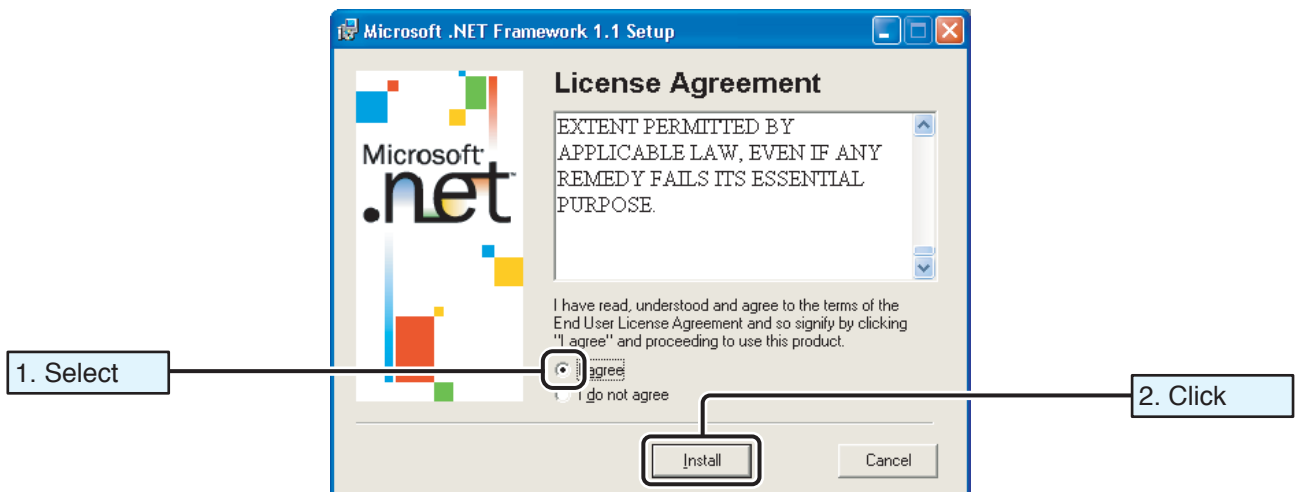 Microsoft .NET Framework 1.1 Setup
License Agreement
EXTENT PERMITTED BY
APPLICABLE LAW, EVEN IF ANY
REMEDY FAILS ITS ESSENTIAL
PURPOSE.
Microsoft
.net
I have read, understood and agree to the terms of the
End User License Agreement and so signify by clicking
"I agree" and proceeding to use this product.
1. Select
I agree
I do not agree
2. Click
Install
Cancel